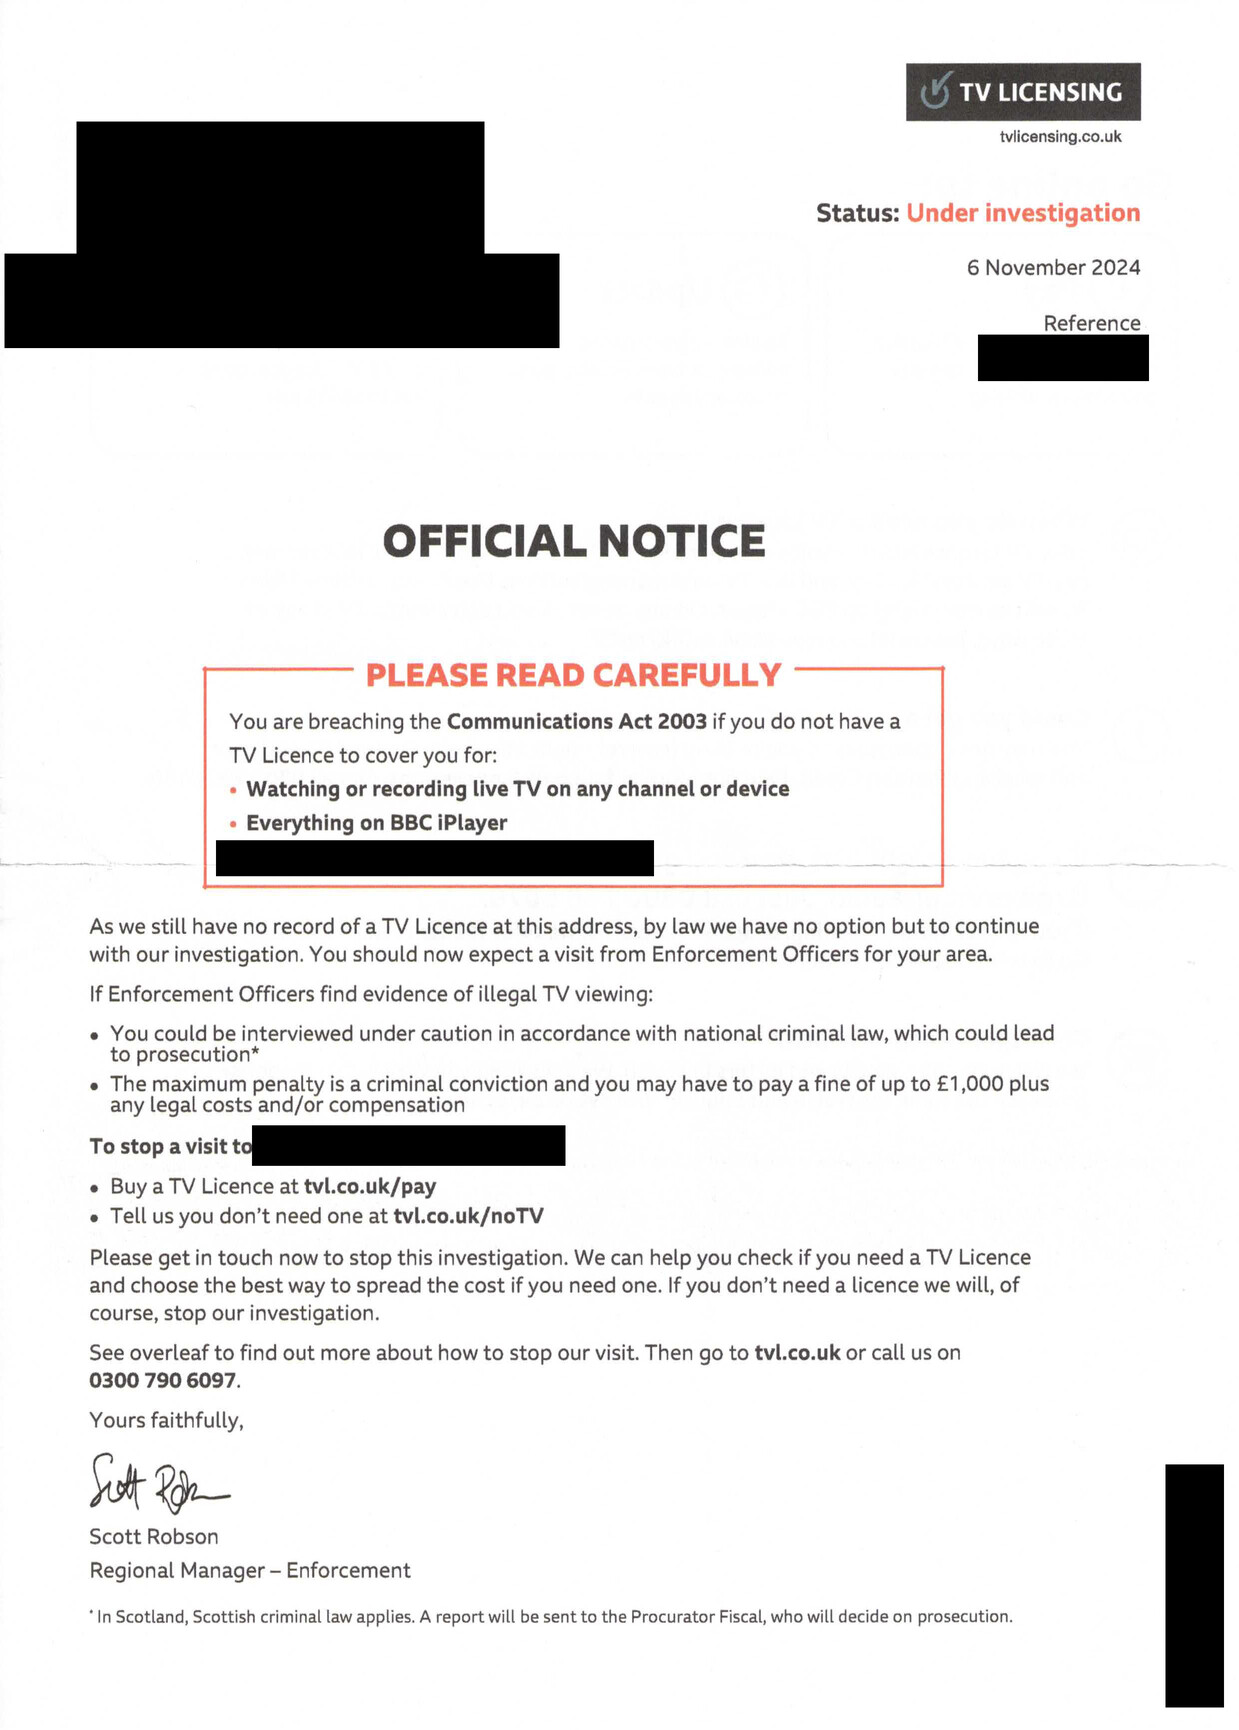 TV LICENSING
tvlicensing.co.uk
Status: Under investigation
6 November 2024
Reference
OFFICIAL NOTICE
PLEASE READ CAREFULLY
You are breaching the Communications Act 2003 if you do not have a
TV Licence to cover you for:
• Watching or recording live TV on any channel or device
• Everything on BBC iPlayer
As we still have no record of a TV Licence at this address, by law we have no option but to continue
with our investigation. You should now expect a visit from Enforcement Officers for your area.
If Enforcement Officers find evidence of illegal TV viewing:
• You could be interviewed under caution in accordance with national criminal law, which could lead
to prosecution*
• The maximum penalty is a criminal conviction and you may have to pay a fine of up to £1,000 plus
any legal costs and/or compensation
To stop a visit to
• Buy a TV Licence at tvl.co.uk/pay
• Tell us you don't need one at tvl.co.uk/noTV
Please get in touch now to stop this investigation. We can help you check if you need a TV Licence
and choose the best way to spread the cost if you need one. If you don't need a licence we will, of
course, stop our investigation.
See overleaf to find out more about how to stop our visit. Then go to tvl.co.uk or call us on
0300 790 6097.
Yours faithfully,
Scott Robson
Regional Manager – Enforcement
* In Scotland, Scottish criminal law applies. A report will be sent to the Procurator Fiscal, who will decide on prosecution.